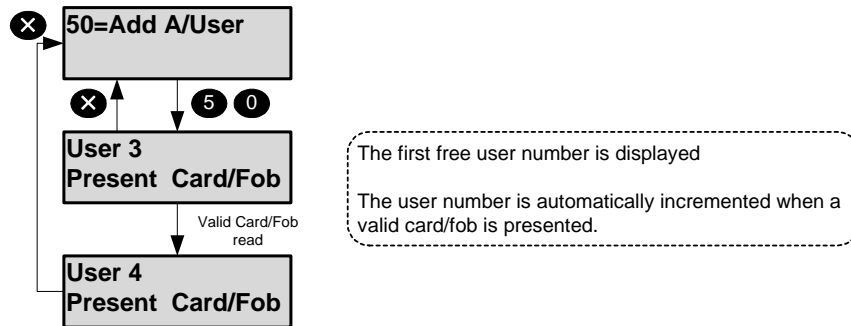 50=Add A/User
5 0
User 3
Present Card/Fob
Valid Card/Fob
read
User 4
Present Card/Fob
The first free user number is displayed
The user number is automatically incremented when a
valid card/fob is presented.